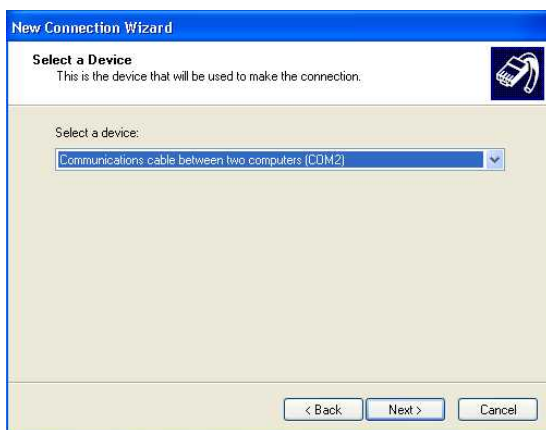 New Connection Wizard
Select a Device
This is the device that will be used to make the connection.
Select a device:
Communications cable between two computers (COM2)
< Back
Next >
Cancel